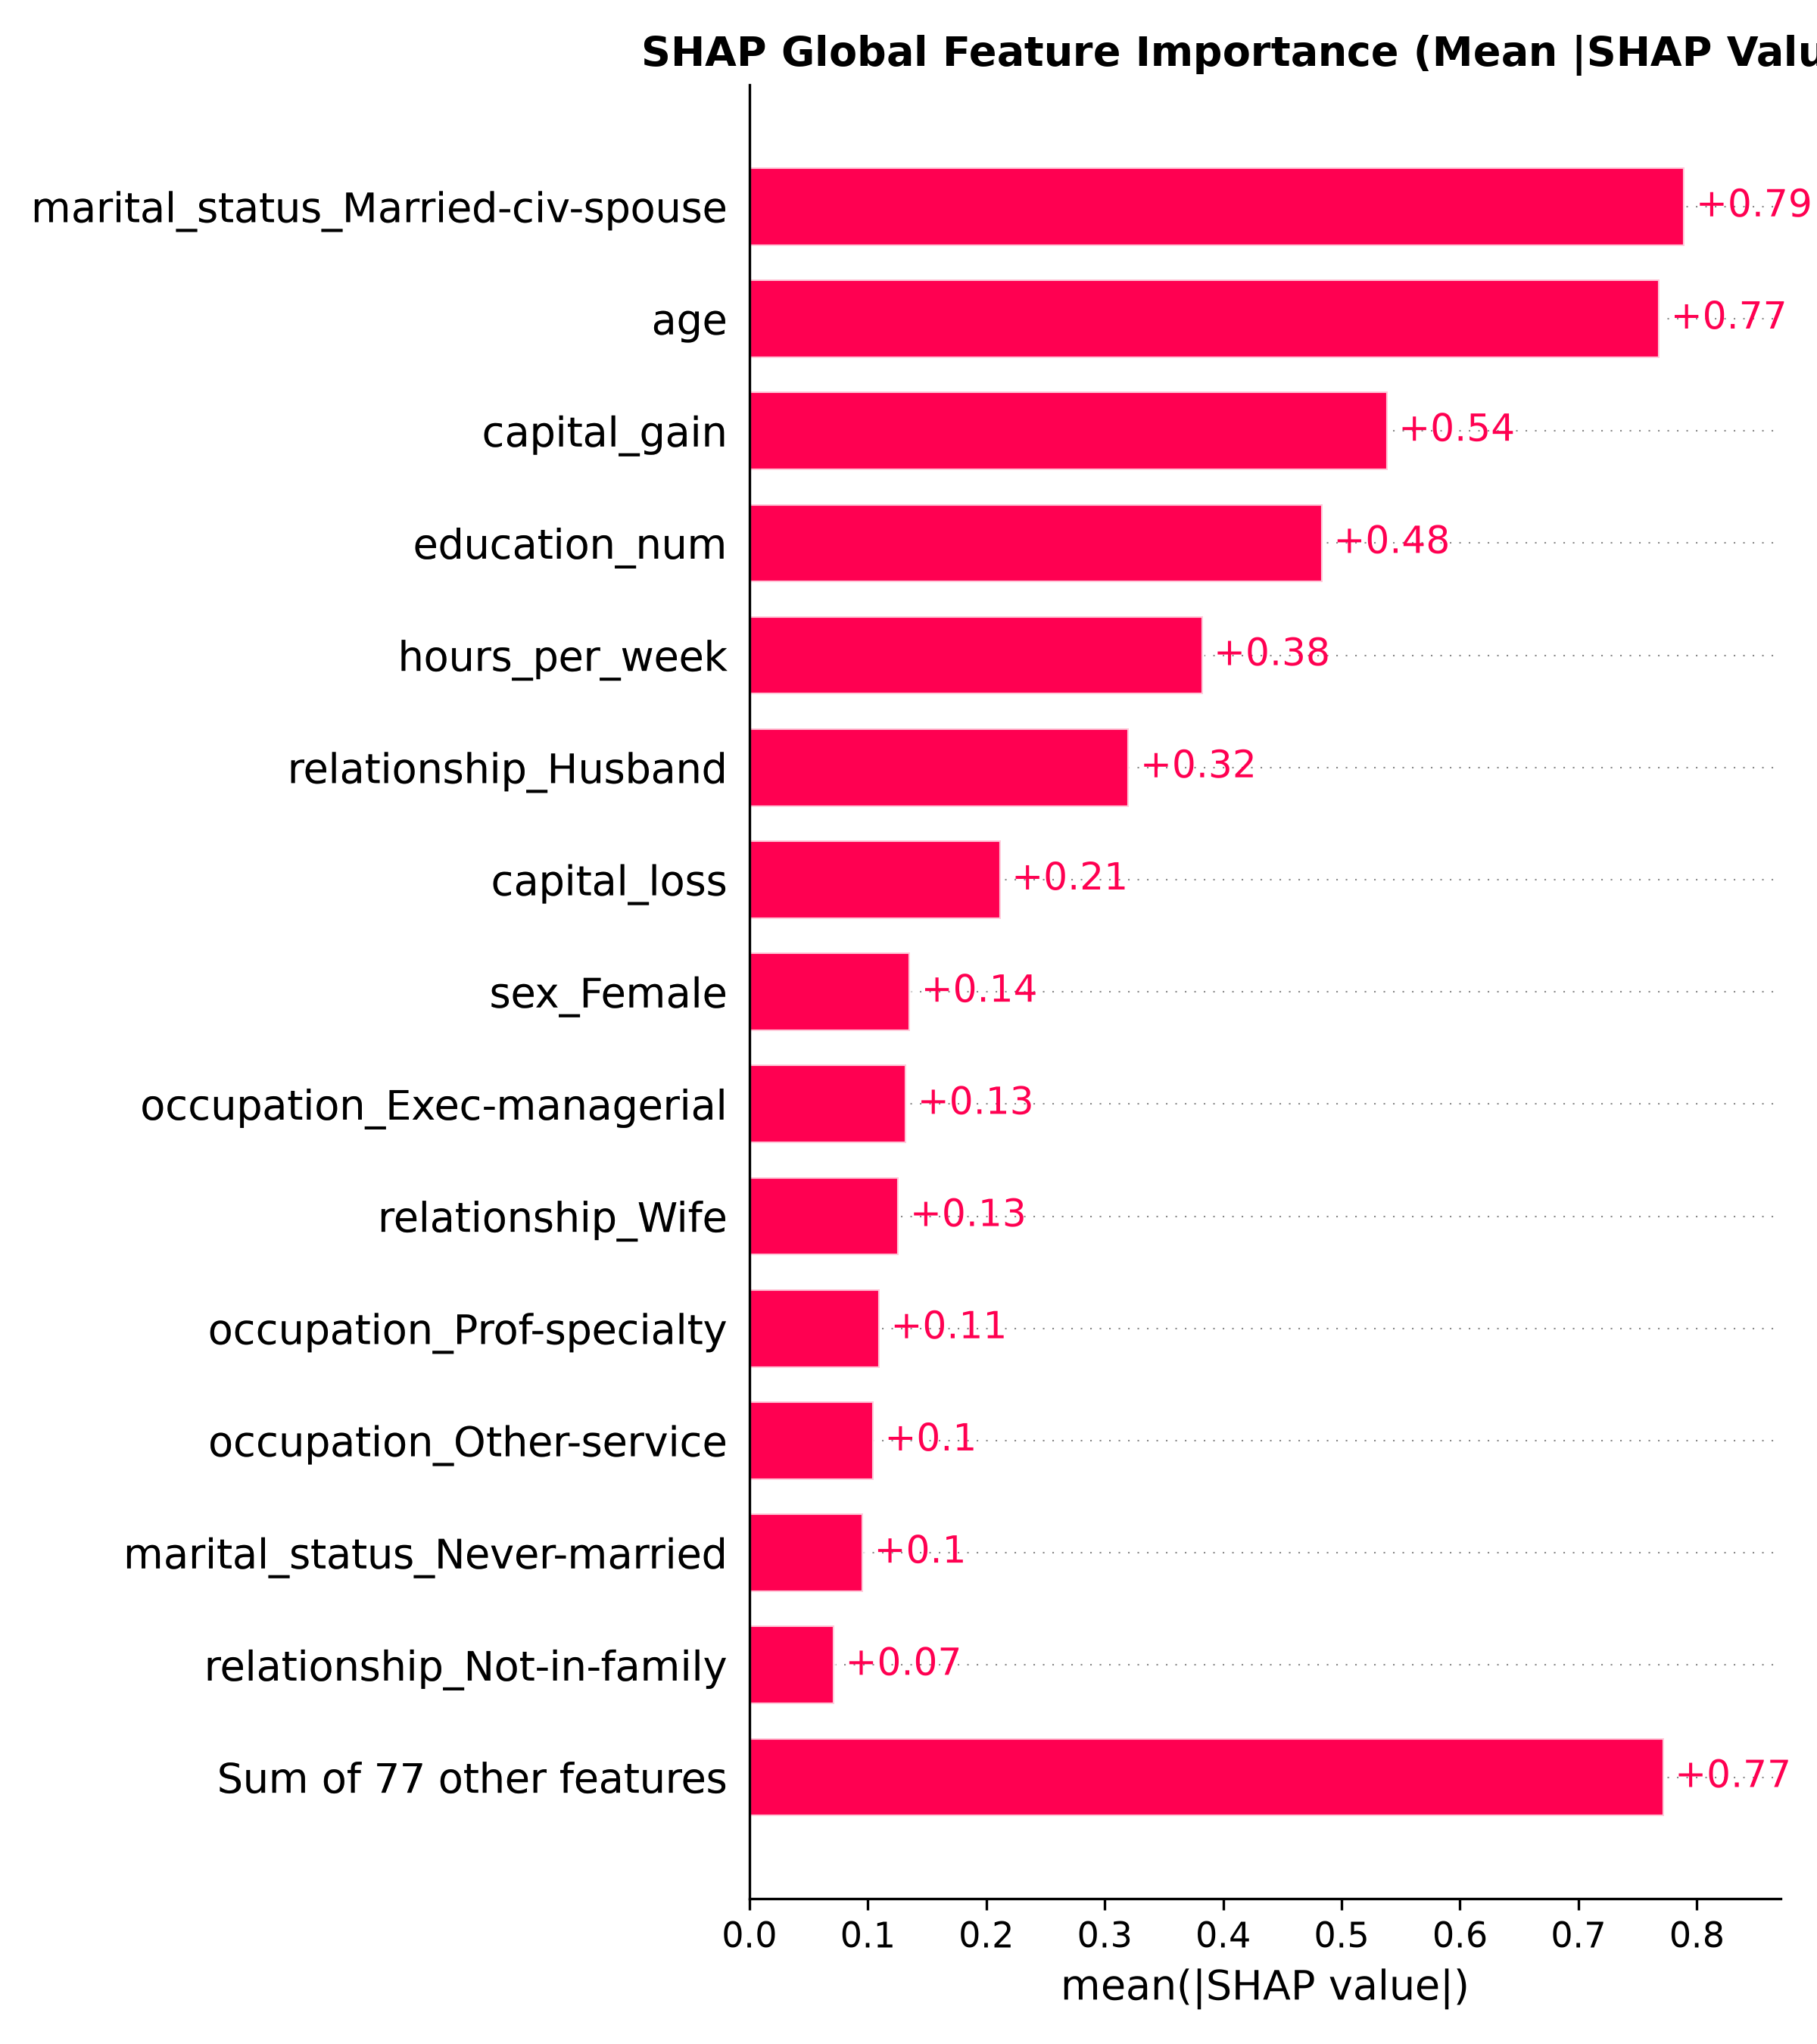 SHAP Global Feature Importance (Mean |SHAP Valu
marital_status_Married-civ-spouse +0.79
age +0.77
capital_gain +0.54
education_num +0.48
hours_per_week +0.38
relationship_Husband +0.32
capital_loss +0.21
sex_Female +0.14
occupation_Exec-managerial +0.13
relationship_Wife +0.13
occupation_Prof-specialty +0.11
occupation_Other-service +0.1
marital_status_Never-married +0.1
relationship_Not-in-family +0.07
Sum of 77 other features +0.77
0.0 0.1 0.2 0.3 0.4 0.5 0.6 0.7 0.8
mean(|SHAP value|)